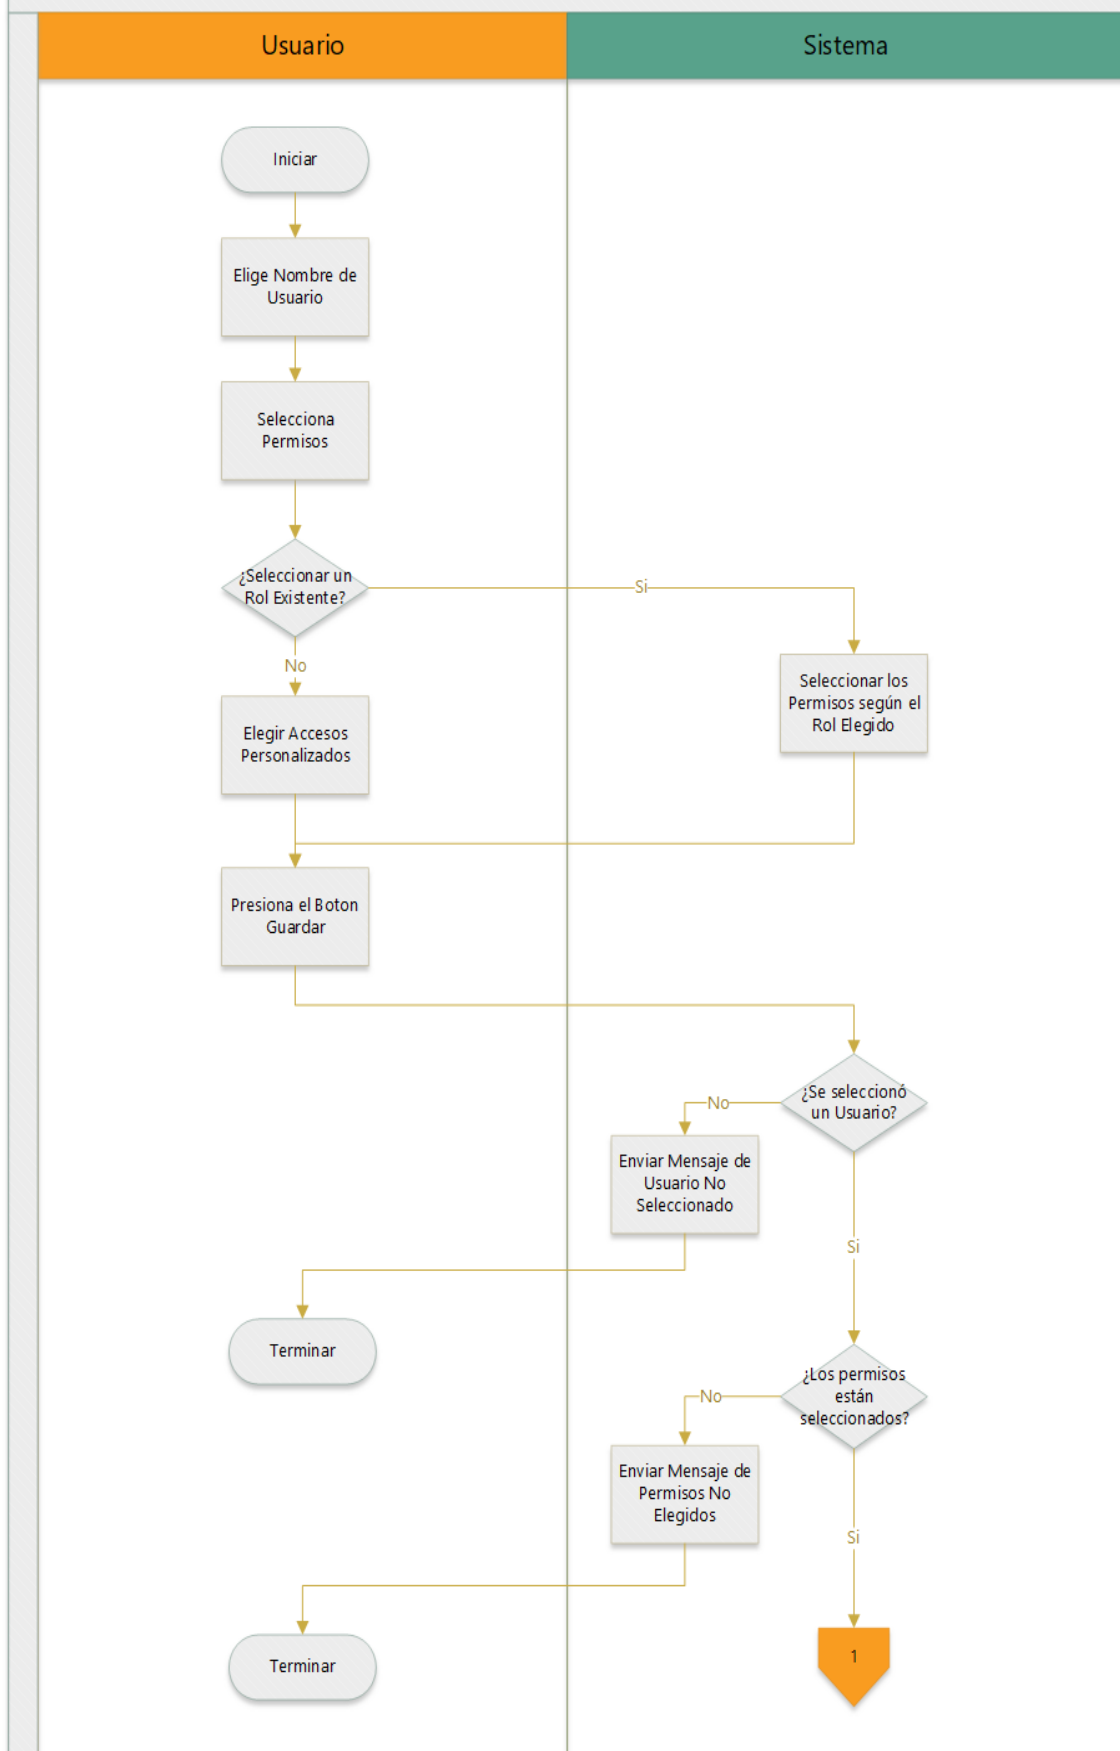 Usuario
Sistema
Iniciar
Elige Nombre de
Usuario
Selecciona
Permisos
¿Seleccionar un
Rol Existente?
Si
No
Seleccionar los
Permisos según el
Rol Elegido
Elegir Accesos
Personalizados
Presiona el Boton
Guardar
¿Se seleccionó
un Usuario?
No
Enviar Mensaje de
Usuario No
Seleccionado
Si
Terminar
¿Los permisos
están
seleccionados?
No
Enviar Mensaje de
Permisos No
Elegidos
Si
Terminar
1